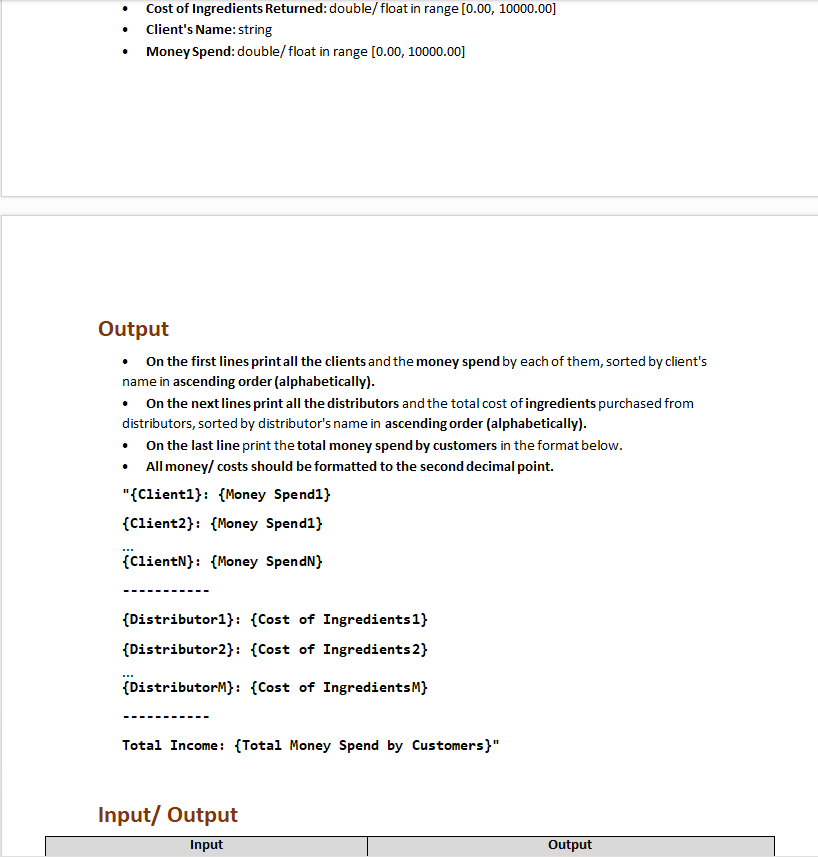 • Cost of Ingredients Returned: double/ float in range [0.00, 10000.00]
• Client's Name: string
• Money Spend: double/ float in range [0.00, 10000.00]
Output
• On the first lines print all the clients and the money spend by each of them, sorted by client's
name in ascending order (alphabetically).
• On the next lines print all the distributors and the total cost of ingredients purchased from
distributors, sorted by distributor's name in ascending order (alphabetically).
• On the last line print the total money spend by customers in the format below.
• All money/ costs should be formatted to the second decimal point.
"{Client1}: {Money Spend1}
{Client2}: {Money Spend1}
...
{ClientN}: {Money SpendN}
-----------
{Distributor1}: {Cost of Ingredients1}
{Distributor2}: {Cost of Ingredients2}
...
{DistributorM}: {Cost of IngredientsM}
-----------
Total Income: {Total Money Spend by Customers}"
Input/ Output
Input Output